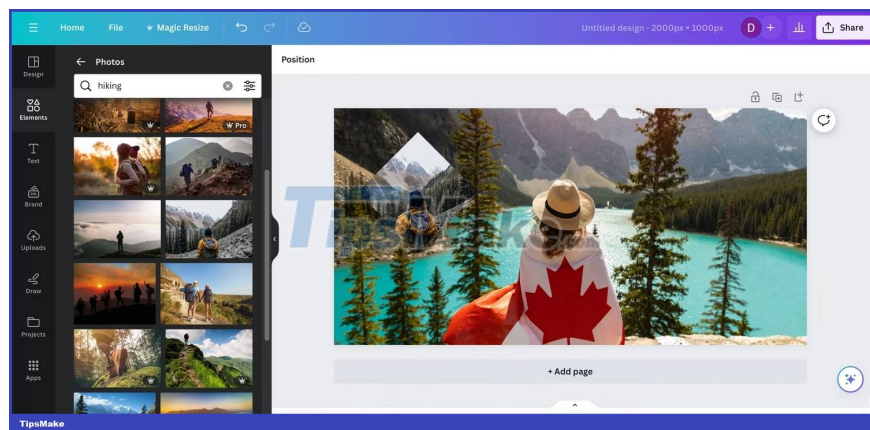 Home File Magic Resize Untitled design - 2000px × 1000px D + Share
Design
Elements
Text
Brand
Uploads
Draw
Projects
Apps
Photos
hiking
Pro
Position
TipsMake.com
+ Add page
TipsMake